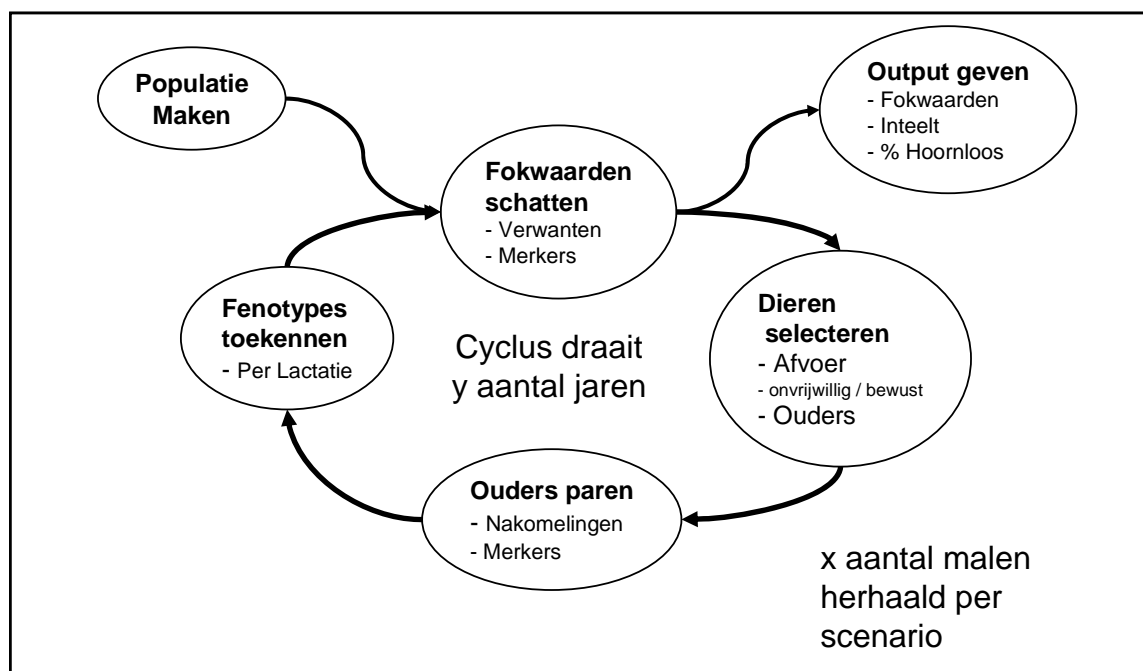 Populatie
Maken
Output geven
- Fokwaarden
- Inteelt
- % Hoornloos
Fokwaarden
schatten
- Verwanten
- Merkers
Fenotypes
toekennen
- Per Lactatie
Cyclus draait
y aantal jaren
Dieren
selecteren
- Afvoer
- onvrijwillig / bewust
- Ouders
Ouders paren
- Nakomelingen
- Merkers
x aantal malen
herhaald per
scenario